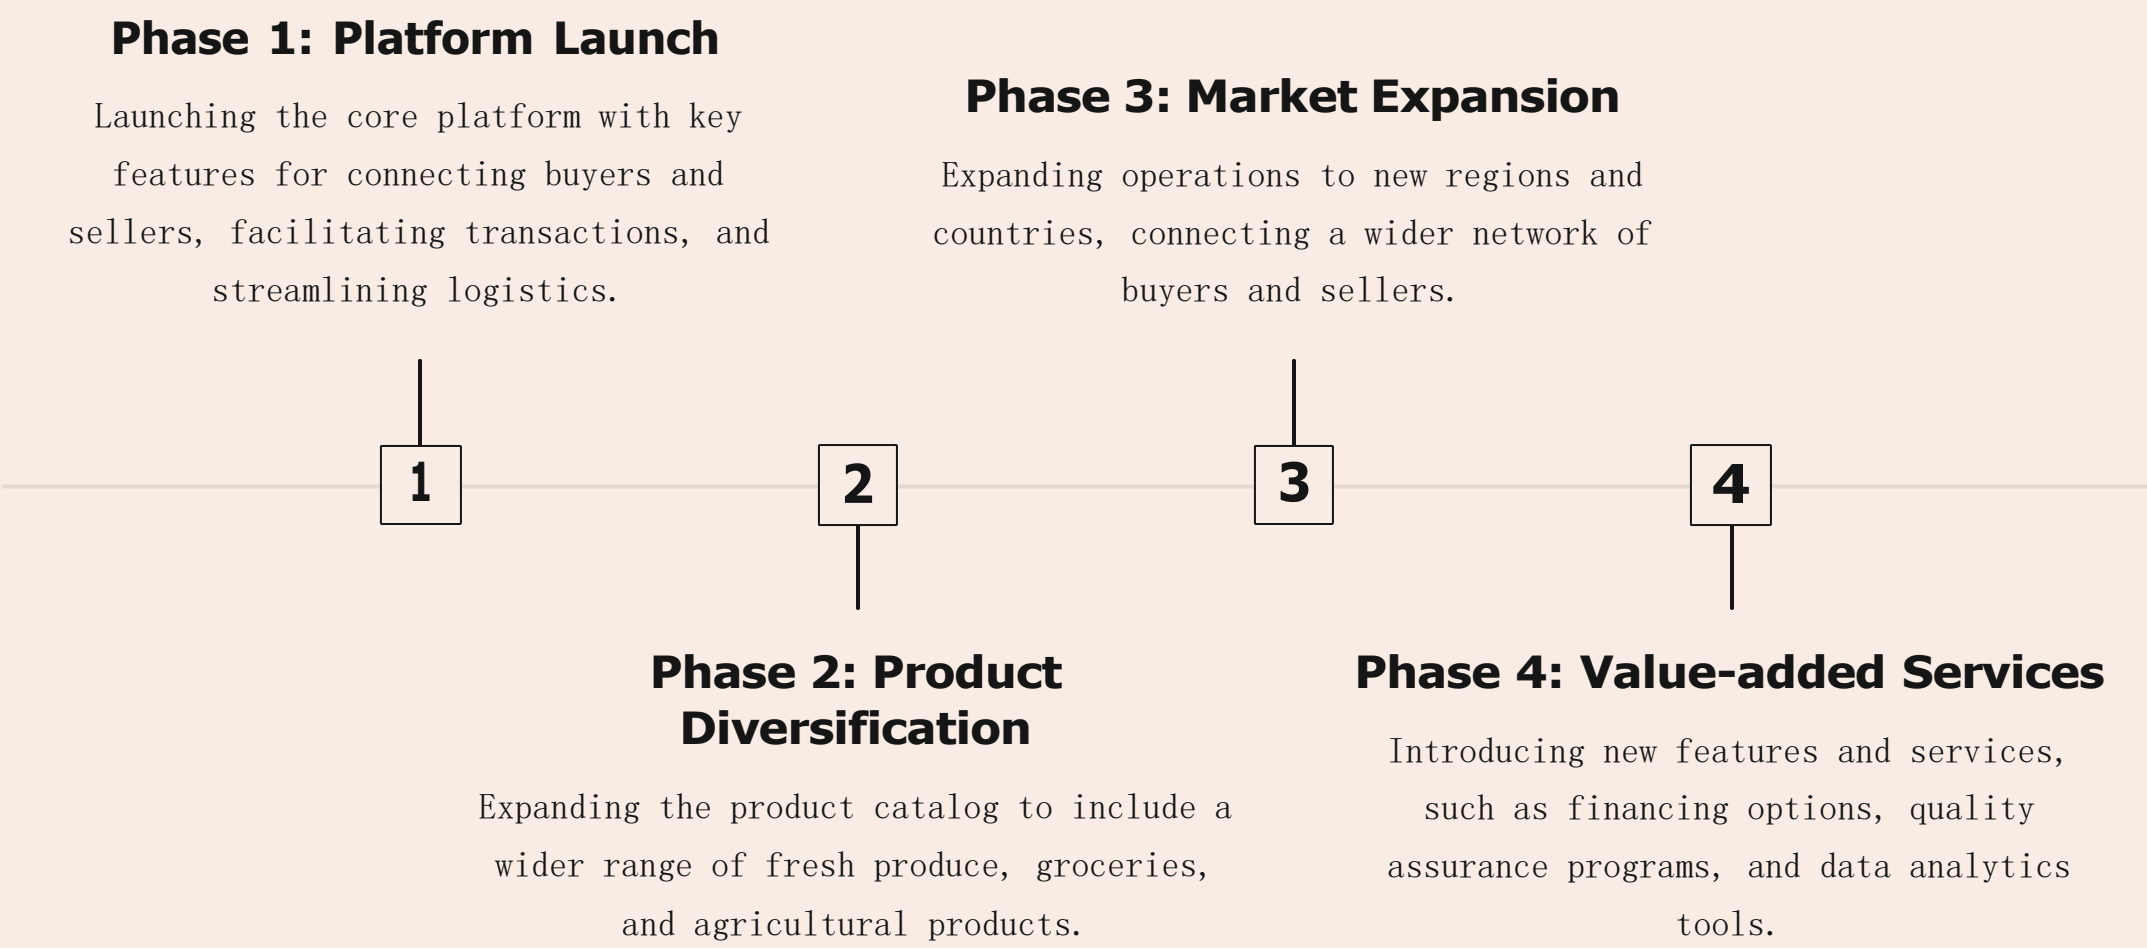 Phase 1: Platform Launch
Launching the core platform with key
features for connecting buyers and
sellers, facilitating transactions, and
streamlining logistics.
Phase 3: Market Expansion
Expanding operations to new regions and
countries, connecting a wider network of
buyers and sellers.
1
2
3
4
Phase 2: Product
Diversification
Expanding the product catalog to include a
wider range of fresh produce, groceries,
and agricultural products.
Phase 4: Value-added Services
Introducing new features and services,
such as financing options, quality
assurance programs, and data analytics
tools.